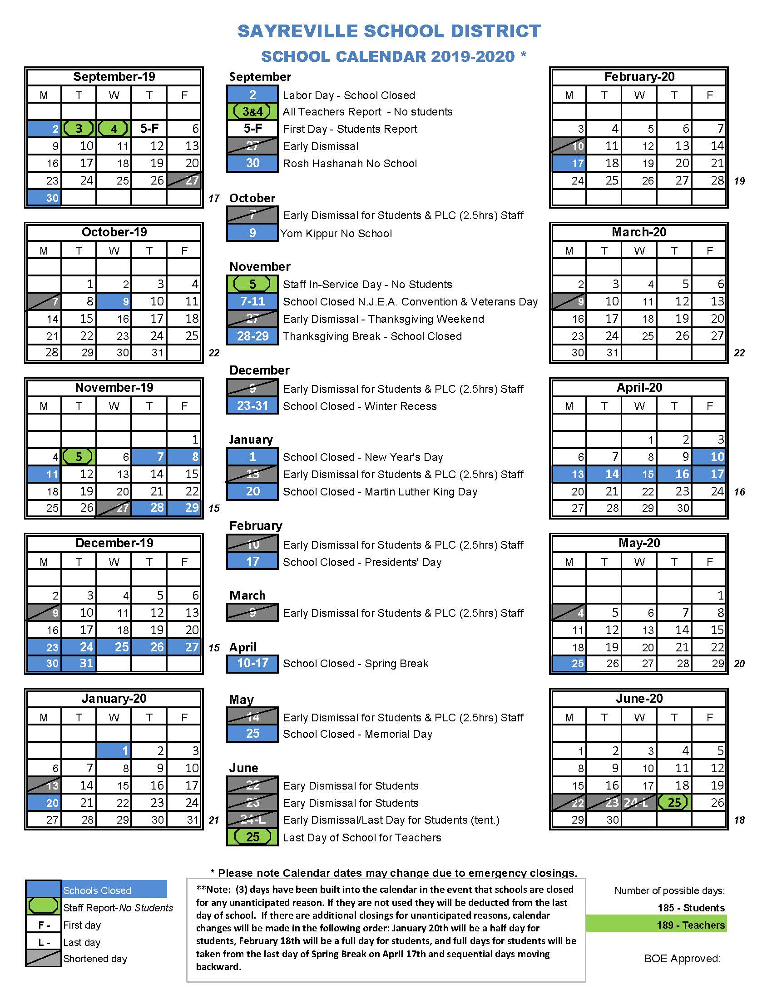 SAYREVILLE SCHOOL DISTRICT
SCHOOL CALENDAR 2019-2020 *
September-19
M T W T F
2 3 4 5-F 6
9 10 11 12 13
16 17 18 19 20
23 24 25 26 27
30
17
October-19
M T W T F
1 2 3 4
7 8 9 10 11
14 15 16 17 18
21 22 23 24 25
28 29 30 31
22
November-19
M T W T F
1
4 5 6 7 8
11 12 13 14 15
18 19 20 21 22
25 26 27 28 29
15
December-19
M T W T F
2 3 4 5 6
9 10 11 12 13
16 17 18 19 20
23 24 25 26 27
15
30 31
January-20
M T W T F
1 2 3
6 7 8 9 10
13 14 15 16 17
20 21 22 23 24
27 28 29 30 31
21
September
2 Labor Day - School Closed
3&4 All Teachers Report - No students
5-F First Day - Students Report
27 Early Dismissal
30 Rosh Hashanah No School
October
7 Early Dismissal for Students & PLC (2.5hrs) Staff
9 Yom Kippur No School
November
5 Staff In-Service Day - No Students
7-11 School Closed N.J.E.A. Convention & Veterans Day
27 Early Dismissal - Thanksgiving Weekend
28-29 Thanksgiving Break - School Closed
December
9 Early Dismissal for Students & PLC (2.5hrs) Staff
23-31 School Closed - Winter Recess
January
1 School Closed - New Year's Day
13 Early Dismissal for Students & PLC (2.5hrs) Staff
20 School Closed - Martin Luther King Day
February
10 Early Dismissal for Students & PLC (2.5hrs) Staff
17 School Closed - Presidents' Day
March
9 Early Dismissal for Students & PLC (2.5hrs) Staff
April
10-17 School Closed - Spring Break
May
14 Early Dismissal for Students & PLC (2.5hrs) Staff
25 School Closed - Memorial Day
June
22 Eary Dismissal for Students
23 Eary Dismissal for Students
24-L Early Dismissal/Last Day for Students (tent.)
25 Last Day of School for Teachers
February-20
M T W T F
3 4 5 6 7
10 11 12 13 14
17 18 19 20 21
24 25 26 27 28
19
March-20
M T W T F
2 3 4 5 6
9 10 11 12 13
16 17 18 19 20
23 24 25 26 27
30 31
22
April-20
M T W T F
1 2 3
6 7 8 9 10
13 14 15 16 17
20 21 22 23 24
16
27 28 29 30
May-20
M T W T F
1
4 5 6 7 8
11 12 13 14 15
18 19 20 21 22
25 26 27 28 29
20
June-20
M T W T F
1 2 3 4 5
8 9 10 11 12
15 16 17 18 19
22 23 24-L 25 26
29 30
18
* Please note Calendar dates may change due to emergency closings.
Schools Closed
Staff Report-No Students
F - First day
L - Last day
Shortened day
**Note: (3) days have been built into the calendar in the event that schools are closed
for any unanticipated reason. If they are not used they will be deducted from the last
day of school. If there are additional closings for unanticipated reasons, calendar
changes will be made in the following order: January 20th will be a half day for
students, February 18th will be a full day for students, and full days for students will be
taken from the last day of Spring Break on April 17th and sequential days moving
backward.
Number of possible days:
185 - Students
189 - Teachers
BOE Approved: